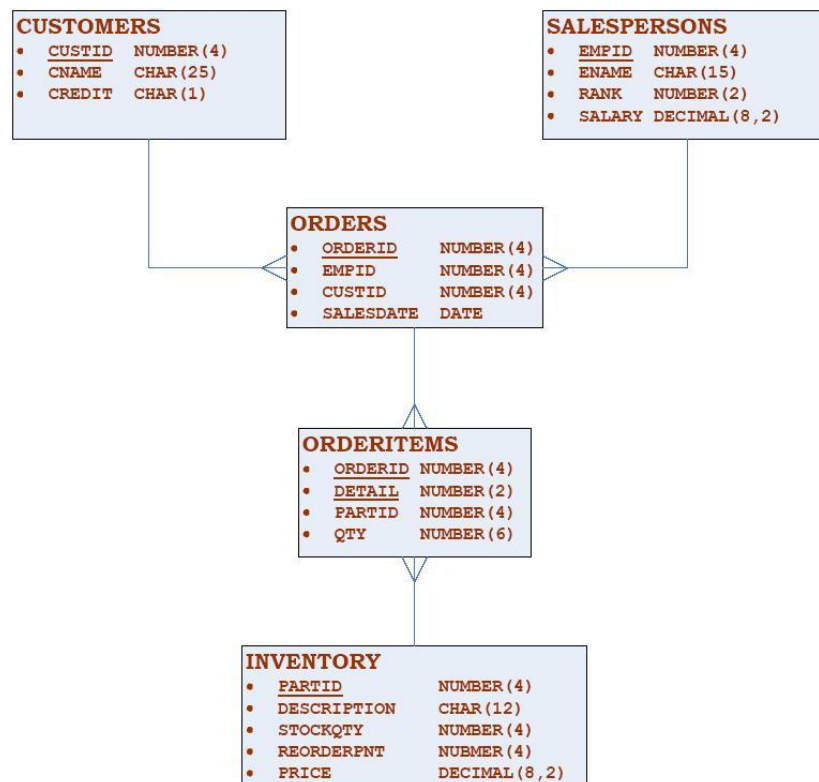 CUSTOMERS
• CUSTID NUMBER(4)
• CNAME CHAR(25)
• CREDIT CHAR(1)
SALESPERSONS
• EMPID NUMBER(4)
• ENAME CHAR(15)
• RANK NUMBER(2)
• SALARY DECIMAL(8,2)
ORDERS
• ORDERID NUMBER(4)
• EMPID NUMBER(4)
• CUSTID NUMBER(4)
• SALESDATE DATE
ORDERITEMS
• ORDERID NUMBER(4)
• DETAIL NUMBER(2)
• PARTID NUMBER(4)
• QTY NUMBER(6)
INVENTORY
• PARTID NUMBER(4)
• DESCRIPTION CHAR(12)
• STOCKQTY NUMBER(4)
• REORDERPNT NUBMER(4)
• PRICE DECIMAL(8,2)